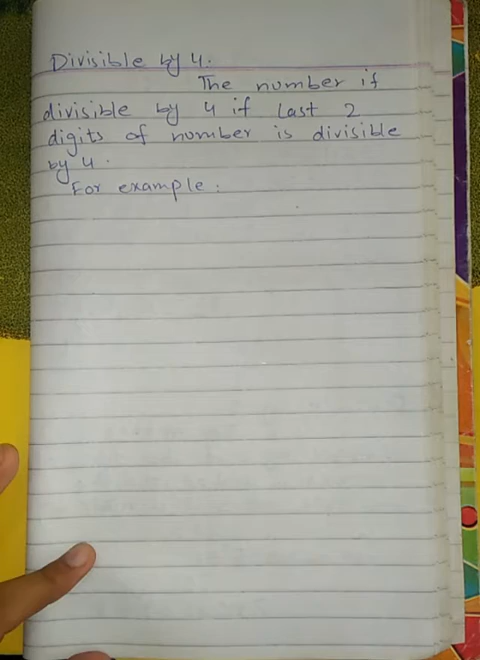 Divisible by 4.
The number if
divisible by 4 if last 2
digits of number is divisible
by 4.
For example: